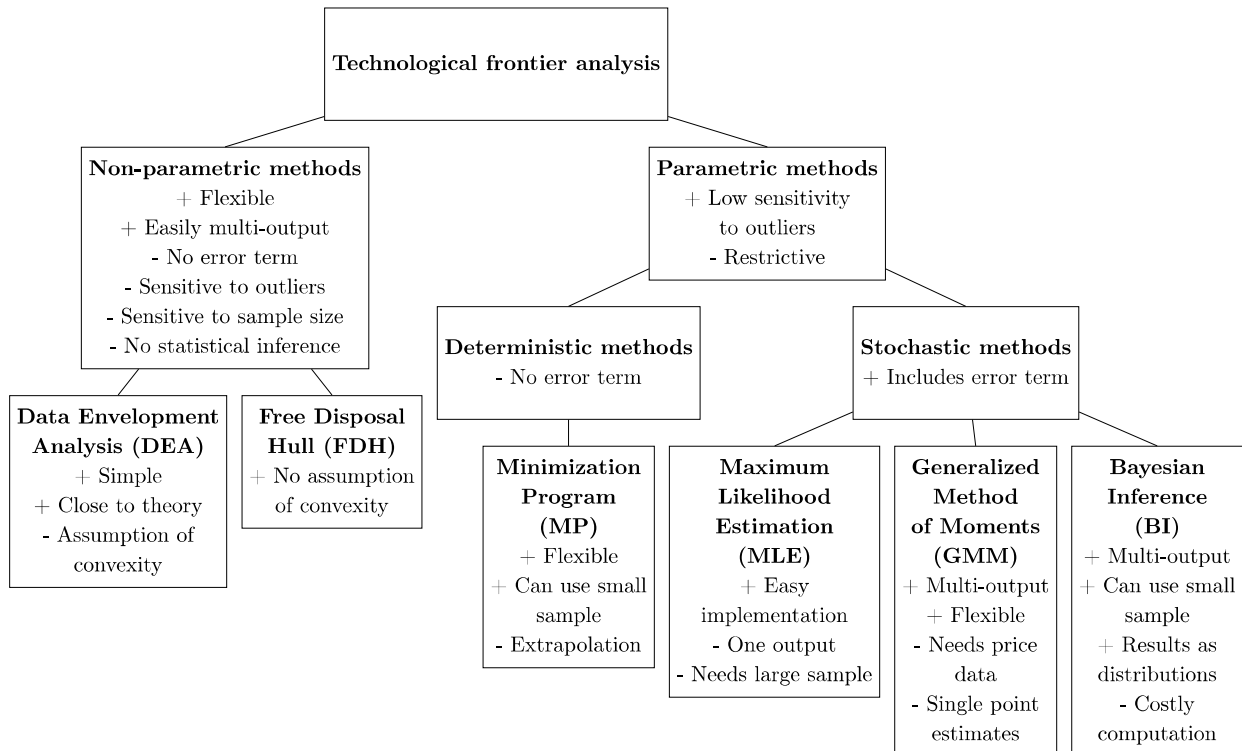 Technological frontier analysis
Non-parametric methods
+ Flexible
+ Easily multi-output
- No error term
- Sensitive to outliers
- Sensitive to sample size
- No statistical inference
Parametric methods
+ Low sensitivity
to outliers
- Restrictive
Data Envelopment
Analysis (DEA)
+ Simple
+ Close to theory
- Assumption of
convexity
Free Disposal
Hull (FDH)
+ No assumption
of convexity
Deterministic methods
- No error term
Stochastic methods
+ Includes error term
Minimization
Program
(MP)
+ Flexible
+ Can use small
sample
- Extrapolation
Maximum
Likelihood
Estimation
(MLE)
+ Easy
implementation
- One output
- Needs large sample
Generalized
Method
of Moments
(GMM)
+ Multi-output
+ Flexible
- Needs price
data
- Single point
estimates
Bayesian
Inference
(BI)
+ Multi-output
+ Can use small
sample
+ Results as
distributions
- Costly
computation